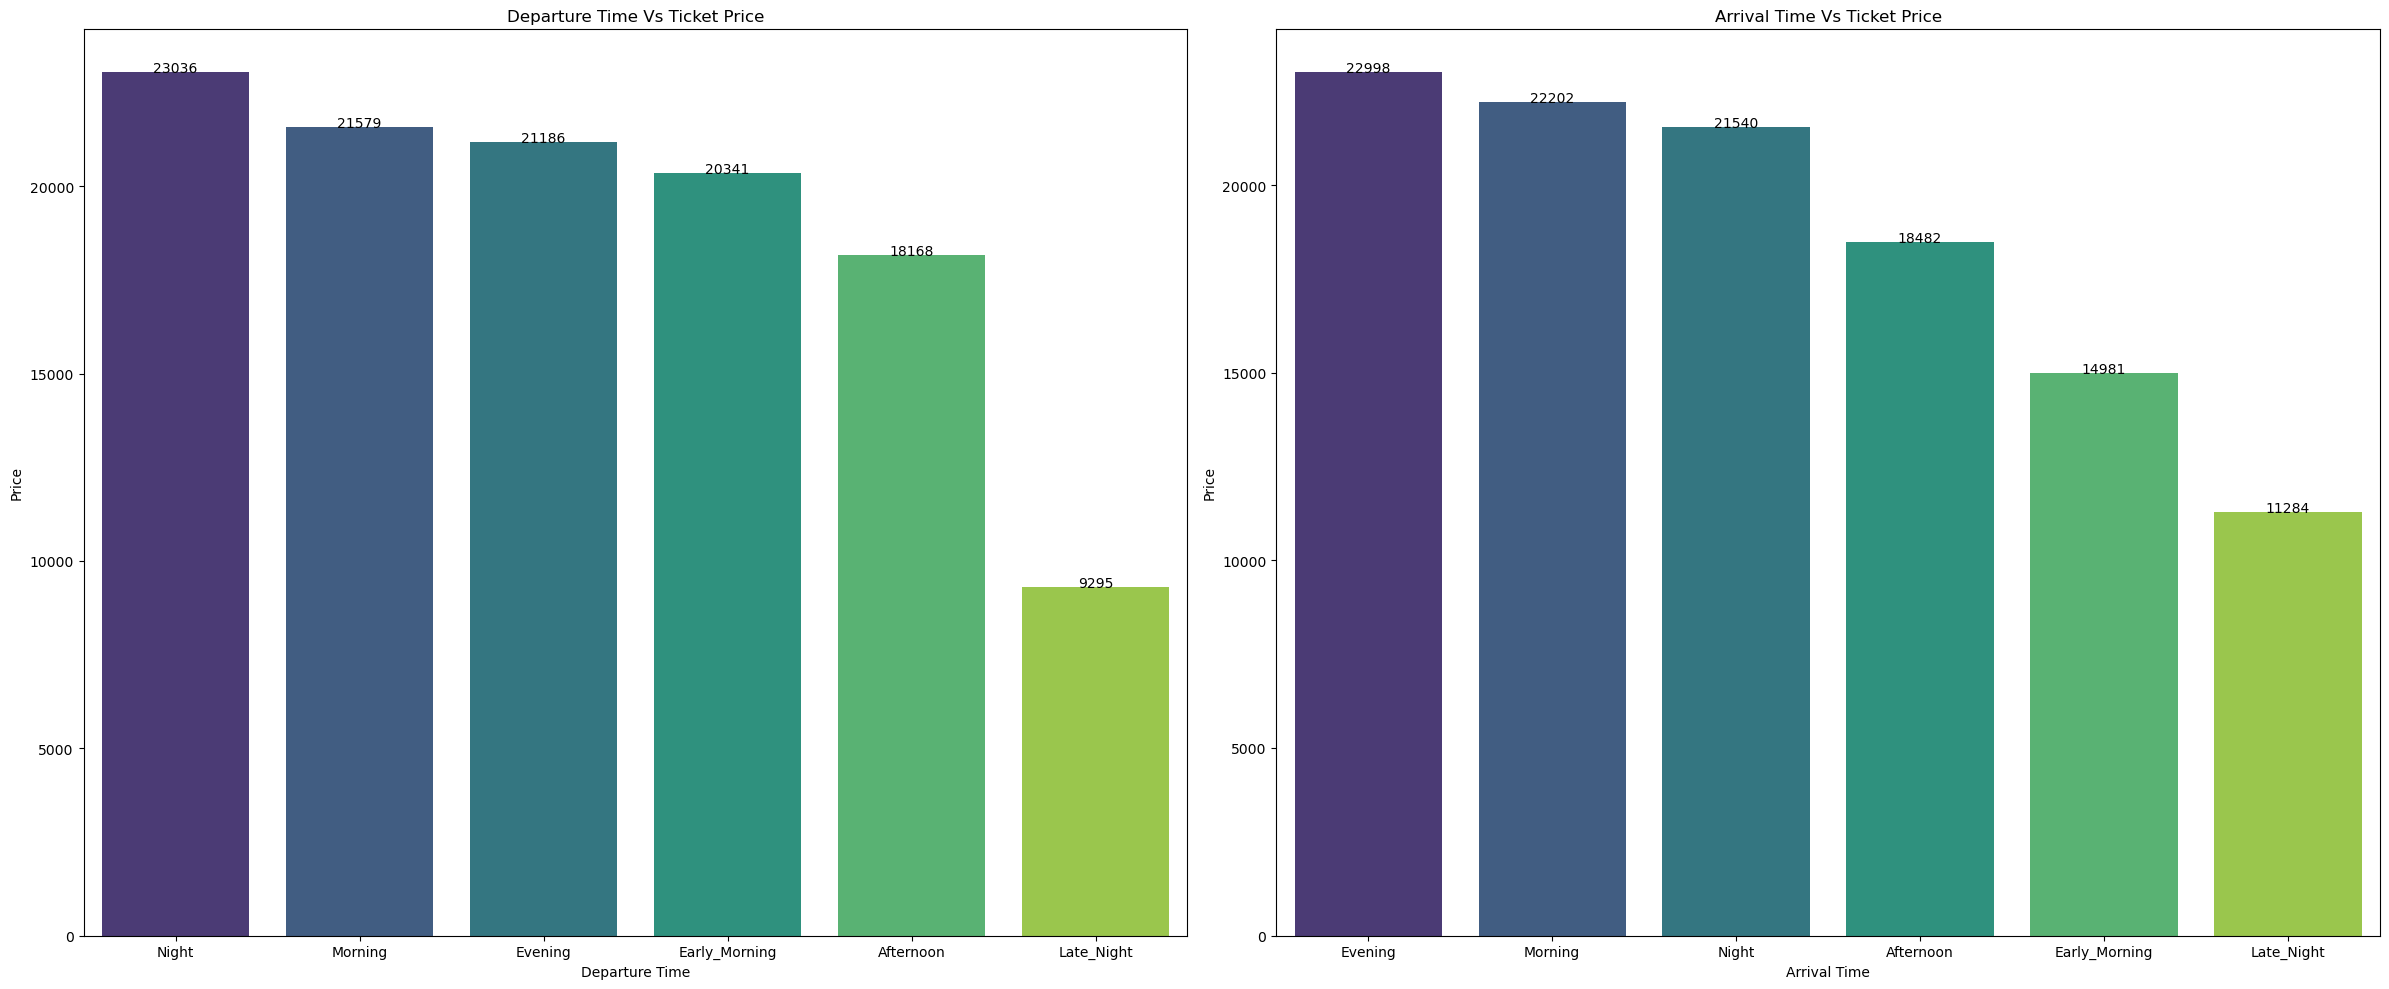 Departure Time Vs Ticket Price
Price
20000
15000
10000
5000
0
23036
21579
21186
20341
18168
9295
Night Morning Evening Early_Morning Afternoon Late_Night
Departure Time
Arrival Time Vs Ticket Price
Price
20000
15000
10000
5000
0
22998
22202
21540
18482
14981
11284
Evening Morning Night Afternoon Early_Morning Late_Night
Arrival Time